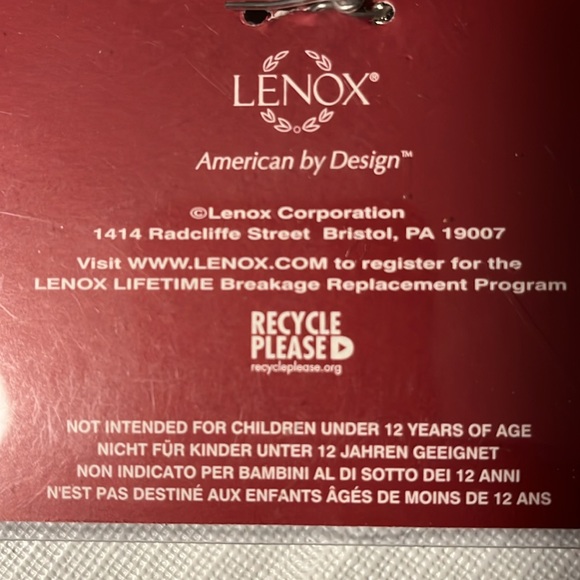 LENOX®
American by Design™
©Lenox Corporation
1414 Radcliffe Street Bristol, PA 19007
Visit WWW.LENOX.COM to register for the
LENOX LIFETIME Breakage Replacement Program
RECYCLE
PLEASE
recycleplease.org
NOT INTENDED FOR CHILDREN UNDER 12 YEARS OF AGE
NICHT FÜR KINDER UNTER 12 JAHREN GEEIGNET
NON INDICATO PER BAMBINI AL DI SOTTO DEI 12 ANNI
N'EST PAS DESTINÉ AUX ENFANTS ÂGÉS DE MOINS DE 12 ANS